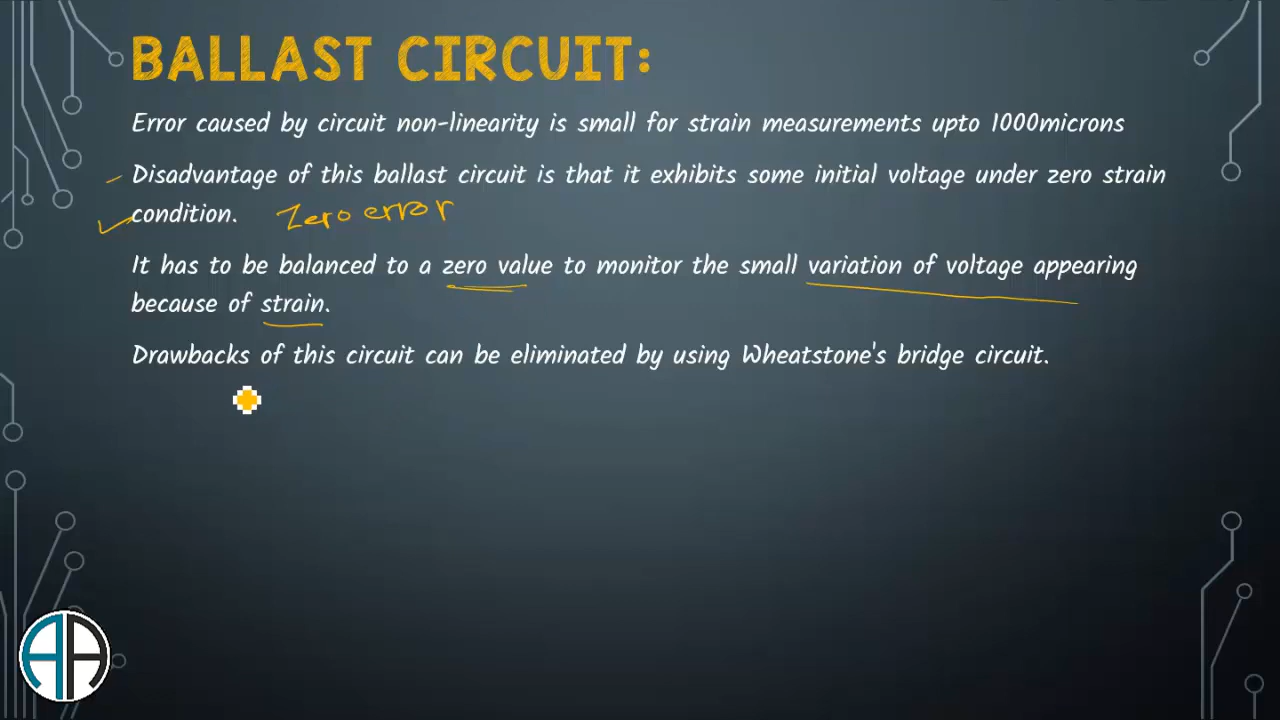 BALLAST CIRCUIT:
Error caused by circuit non-linearity is small for strain measurements upto 1000microns
Disadvantage of this ballast circuit is that it exhibits some initial voltage under zero strain
condition. Zero error
It has to be balanced to a zero value to monitor the small variation of voltage appearing
because of strain.
Drawbacks of this circuit can be eliminated by using Wheatstone's bridge circuit.